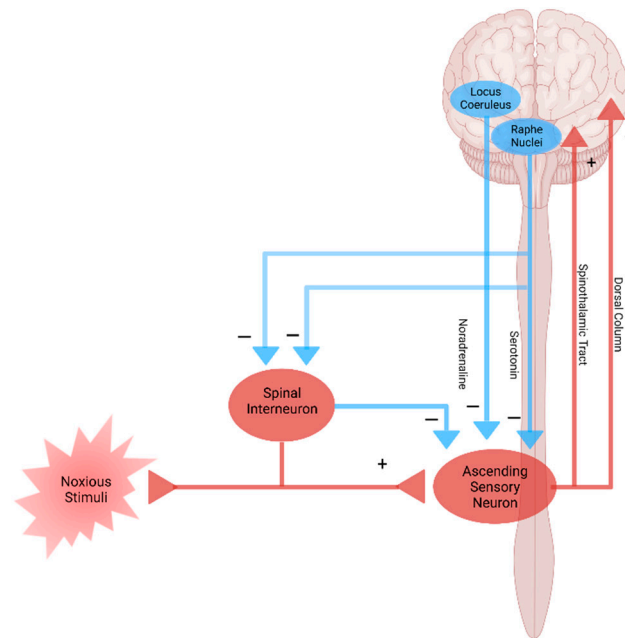 Locus
Coeruleus
Raphe
Nuclei
+
Spinothalamic Tract
Dorsal Column
Noradrenaline
Serotonin
−
−
Spinal
Interneuron
−
−
−
+
Noxious
Stimuli
Ascending
Sensory
Neuron